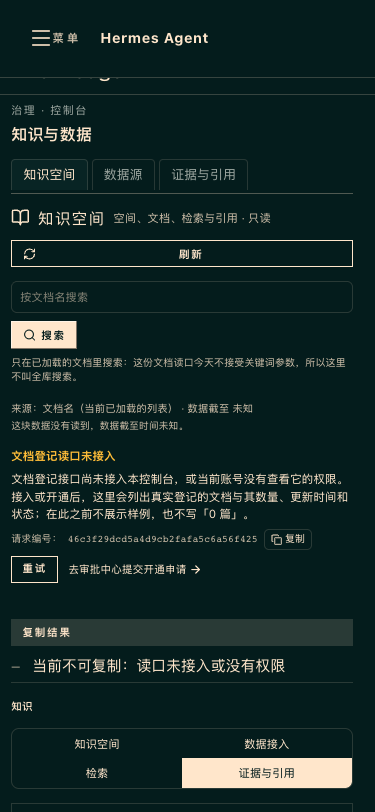 菜单 Hermes Agent
治理 · 控制台
知识与数据
知识空间 数据源 证据与引用
知识空间 空间、文档、检索与引用 · 只读
刷新
按文档名搜索
搜索
只在已加载的文档里搜索：这份文档读口今天不接受关键词参数，所以这里
不叫全库搜索。
来源：文档名（当前已加载的列表） · 数据截至 未知
这块数据没有读到，数据截至时间未知。
文档登记读口未接入
文档登记接口尚未接入本控制台，或当前账号没有查看它的权限。
接入或开通后，这里会列出真实登记的文档与其数量、更新时间和
状态；在此之前不展示样例，也不写「0 篇」。
请求编号： 46c3f29dcd5a4d9cb2fafa5c6a56f425 复制
重试 去审批中心提交开通申请 →
复制结果
— 当前不可复制：读口未接入或没有权限
知识
知识空间 数据接入
检索 证据与引用